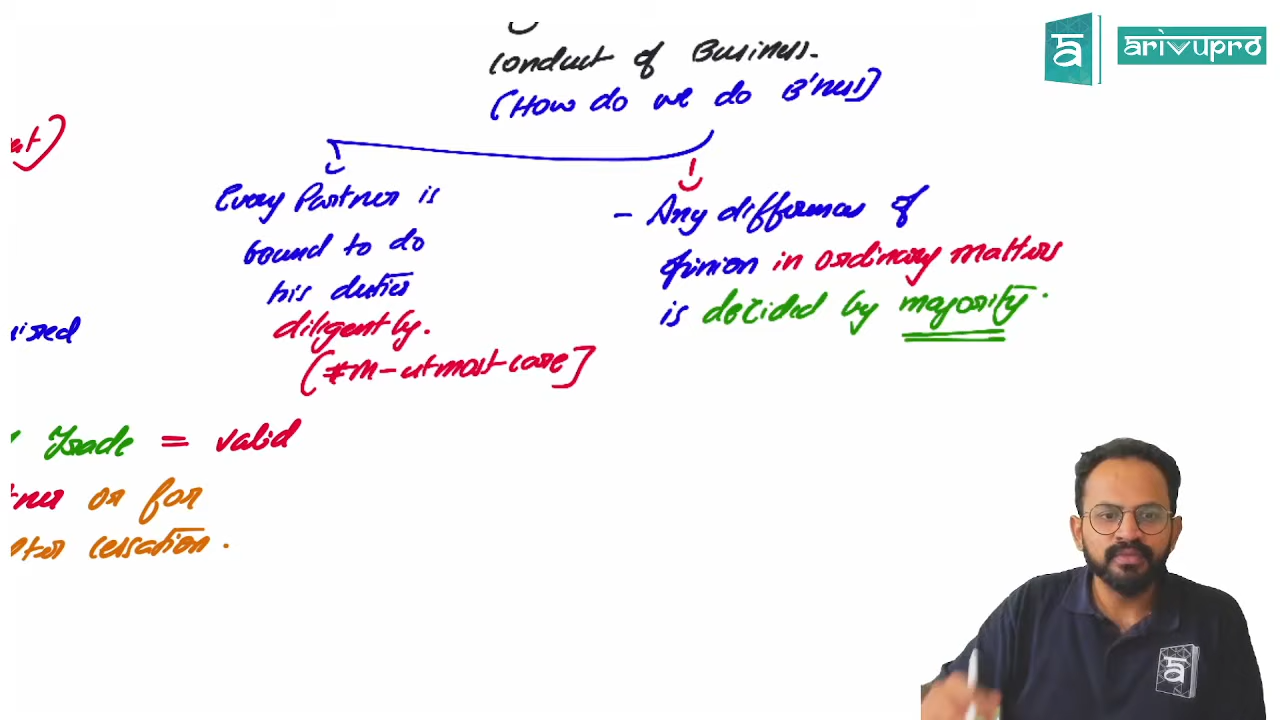 arivupro
conduct of Business.
(How do we do B'ness)
Every Partner is
bound to do
his duties
diligently.
(#M-utmost care)
- Any differences of
opinion in ordinary matters
is decided by majority.
Trade = valid
or for
cessation.